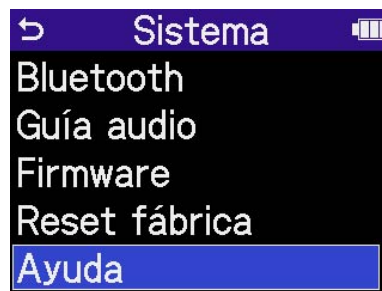 Sistema
Bluetooth
Guía audio
Firmware
Reset fábrica
Ayuda